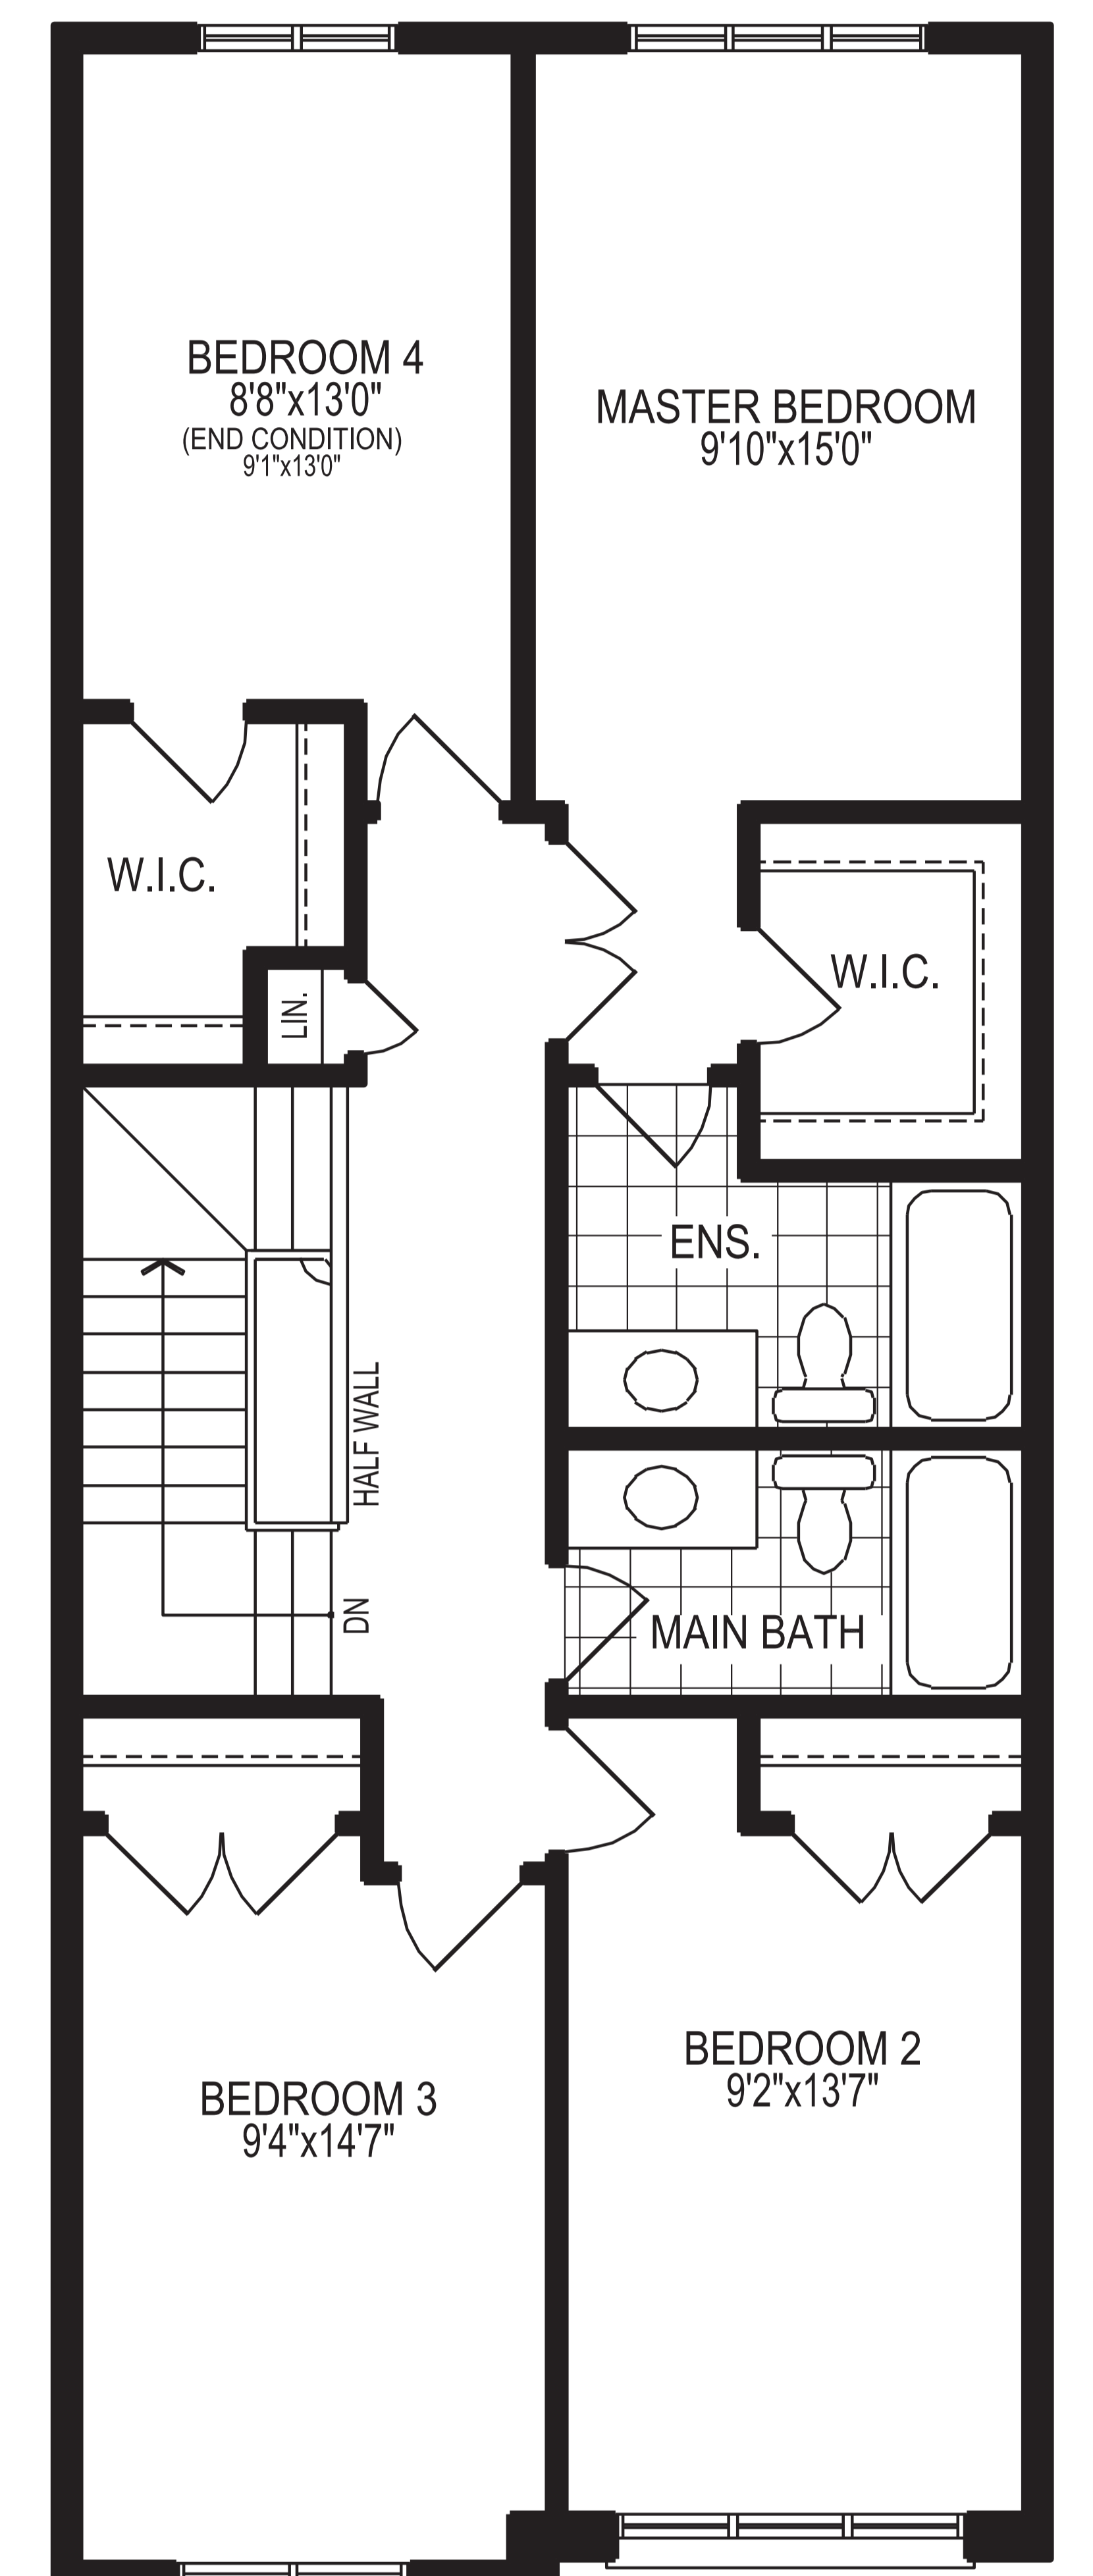 BEDROOM 4
8'8"x13'0"
(END CONDITION)
9'1"x13'0"
MASTER BEDROOM
9'10"x15'0"
W.I.C.
W.I.C.
LIN.
ENS.
HALF WALL
DN
MAIN BATH
BEDROOM 2
9'2"x13'7"
BEDROOM 3
9'4"x14'7"